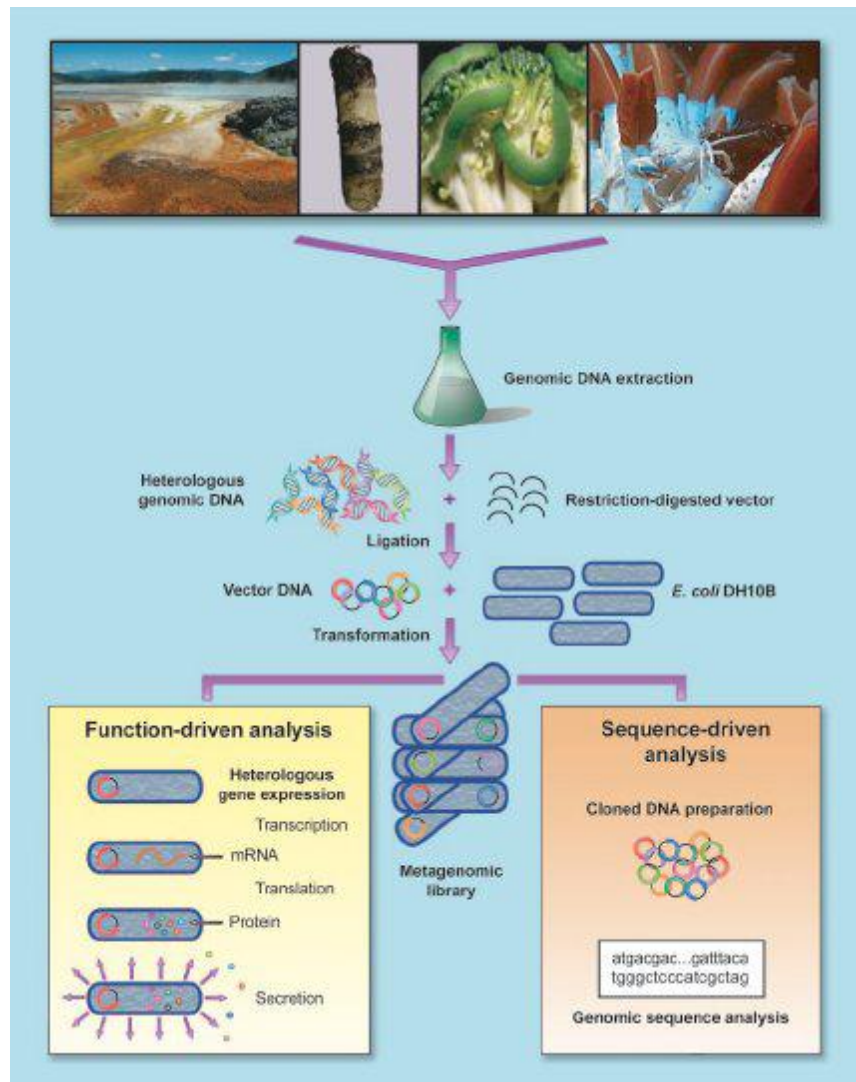 Genomic DNA extraction
Heterologous
genomic DNA
+
Restriction-digested vector
Ligation
Vector DNA
+
E. coli DH10B
Transformation
Function-driven analysis
Heterologous
gene expression
Transcription
mRNA
Translation
Protein
Secretion
Metagenomic
library
Sequence-driven
analysis
Cloned DNA preparation
atgacgac...gatttaca
tgggctcccatcgctag
Genomic sequence analysis